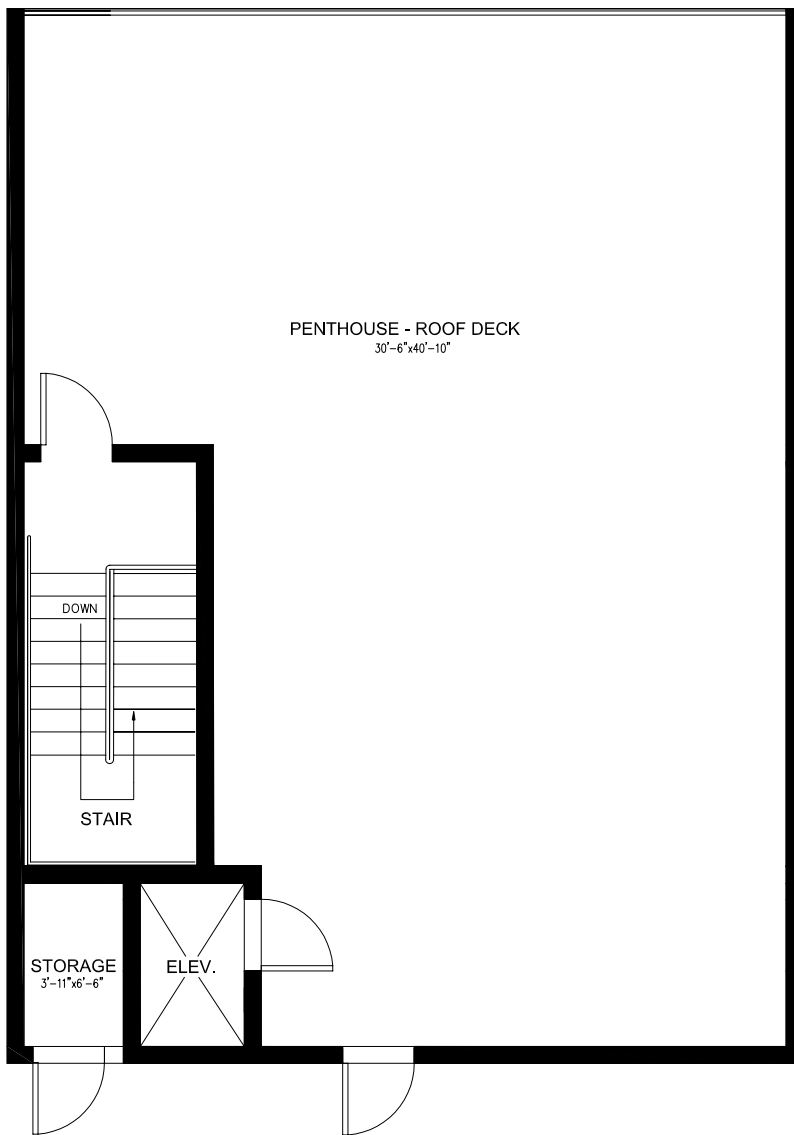 PENTHOUSE - ROOF DECK
30'-6"x40'-10"
DOWN
STAIR
STORAGE
3'-11"x6'-6"
ELEV.